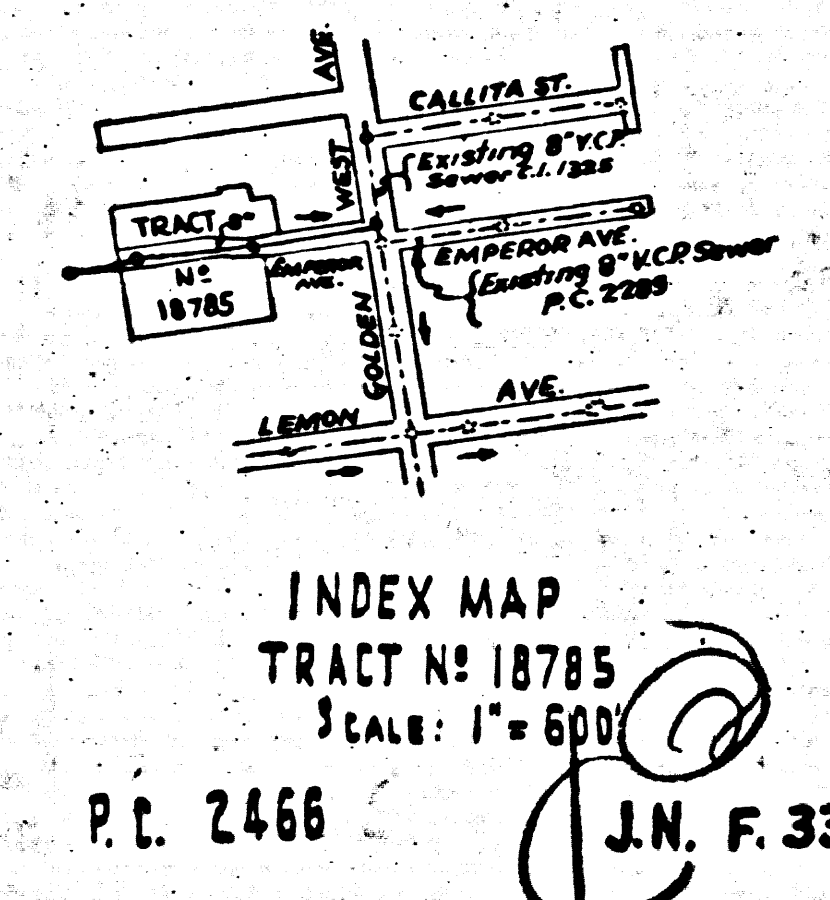 AVE.
CALLITA ST.
WEST
Existing 8" V.C.P.
Sewer C.I. 1325
TRACT 8"
Nº
18785
EMPEROR
AVE.
EMPEROR AVE.
Existing 8" V.C.P. Sewer
P.C. 2289
GOLDEN
LEMON AVE.
INDEX MAP
TRACT Nº 18785
SCALE: 1" = 600'
P.C. 2466
J.N. F. 33